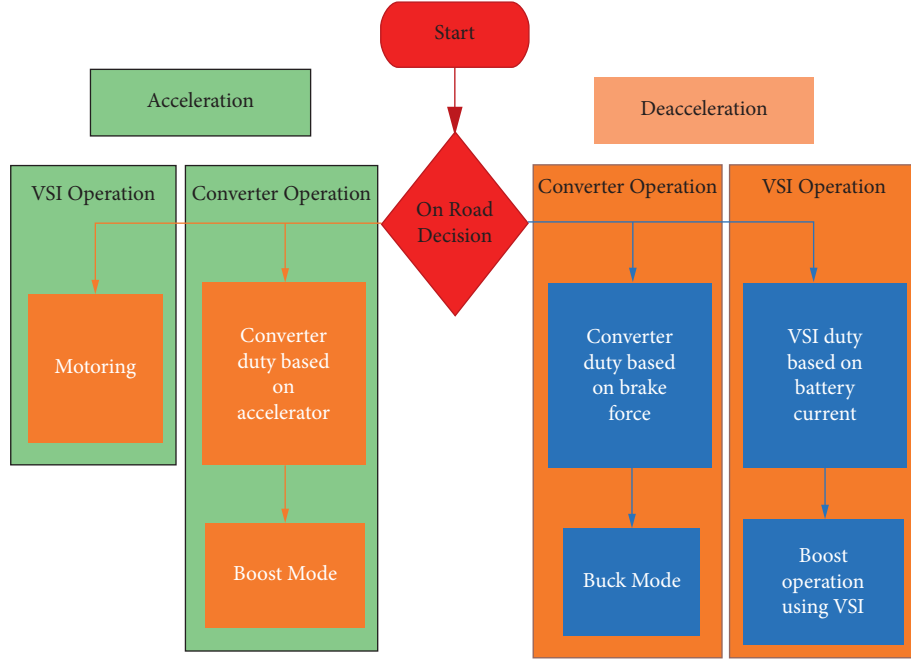 Start
Acceleration
Deacceleration
On Road
Decision
VSI Operation
Motoring
Converter Operation
Converter
duty based
on
accelerator
Boost Mode
Converter Operation
Converter
duty based
on brake
force
Buck Mode
VSI Operation
VSI duty
based on
battery
current
Boost
operation
using VSI